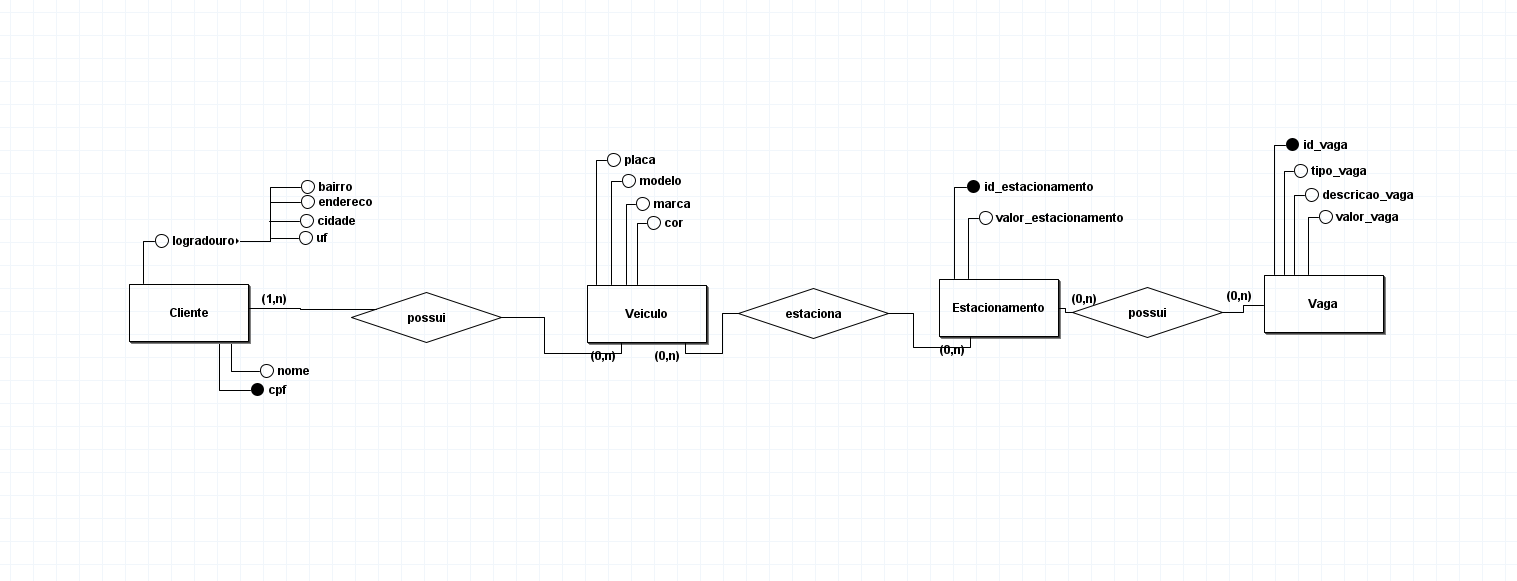 bairro
endereco
cidade
uf
logradouro
Cliente
(1,n)
possui
nome
cpf
placa
modelo
marca
cor
Veiculo
(0,n)
(0,n)
estaciona
id_estacionamento
valor_estacionamento
Estacionamento
(0,n)
(0,n)
possui
(0,n)
id_vaga
tipo_vaga
descricao_vaga
valor_vaga
Vaga